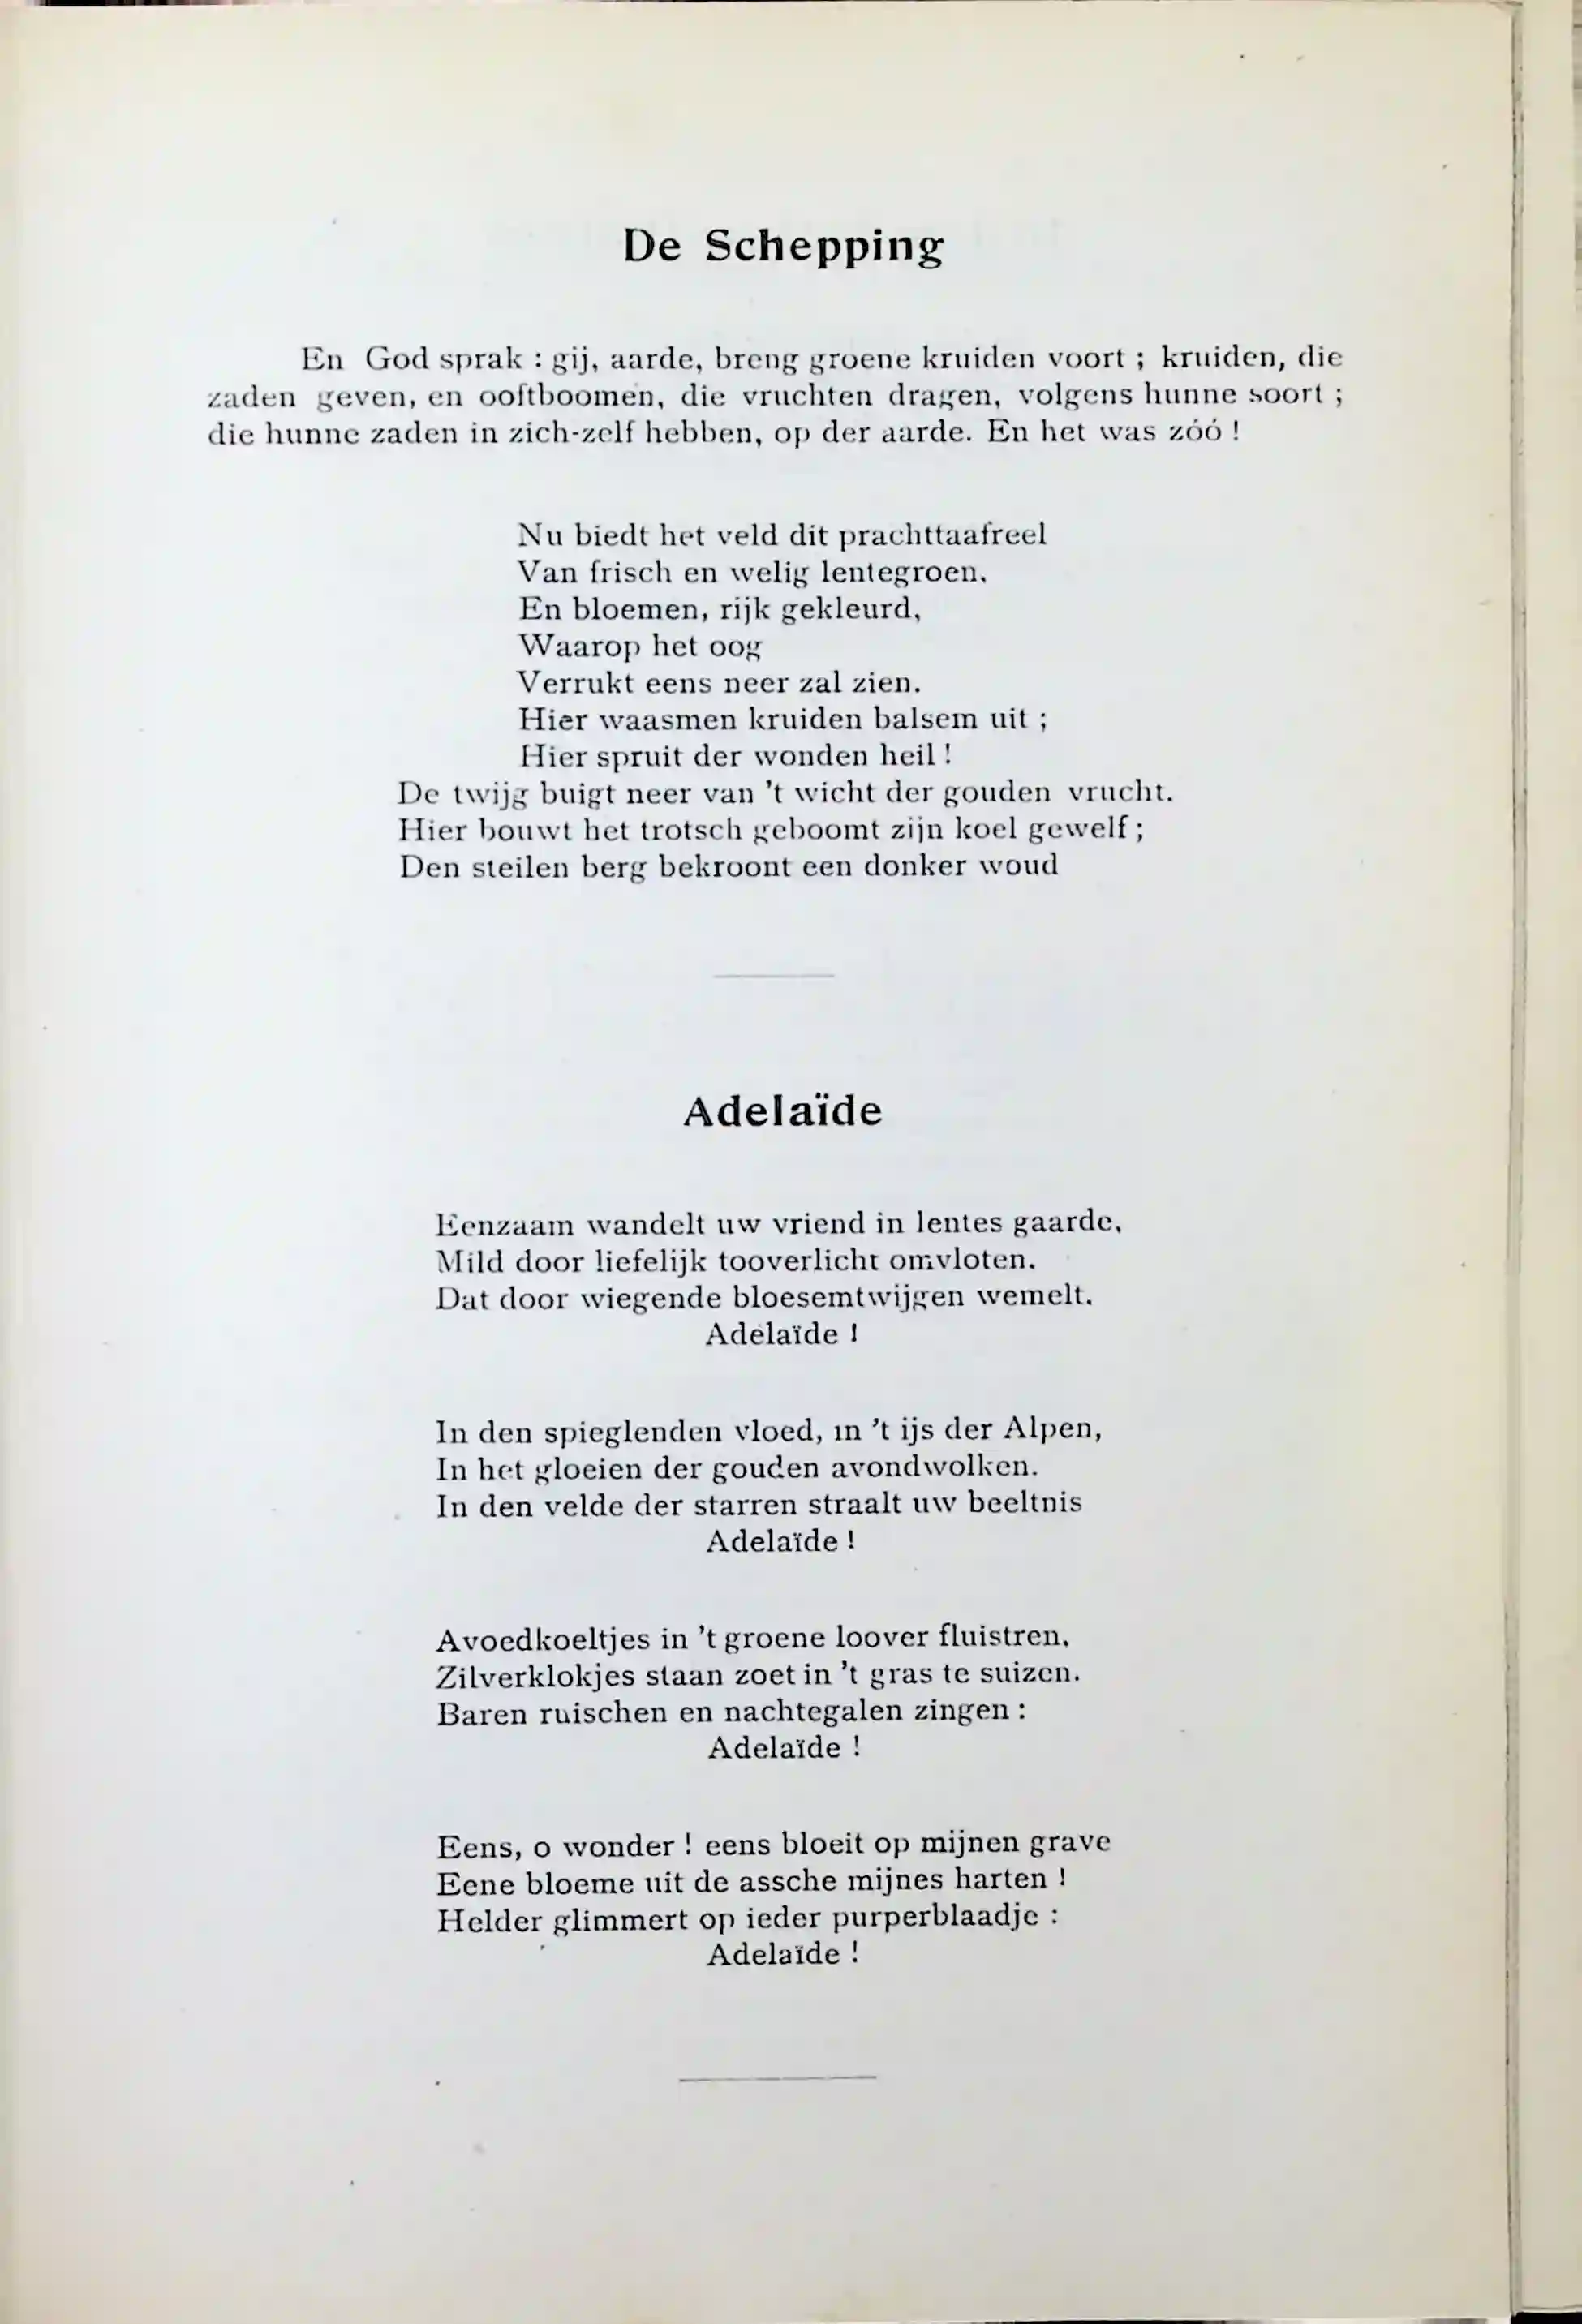 De Schepping
En God sprak : gij, aarde, breng groene kruiden voort ; kruiden, die
zaden geven, en ooftboomen, die vruchten dragen, volgens hunne soort ;
die hunne zaden in zich-zelf hebben, op der aarde. En het was zóó !
Nu biedt het veld dit prachttaafreel
Van frisch en welig lentegroen.
En bloemen, rijk gekleurd,
Waarop het oog
Verrukt eens neer zal zien.
Hier waasmen kruiden balsem uit ;
Hier spruit der wonden heil !
De twijg buigt neer van 't wicht der gouden vrucht.
Hier bouwt het trotsch geboomt zijn koel gewelf ;
Den steilen berg bekroont een donker woud
Adelaïde
Eenzaam wandelt uw vriend in lentes gaarde,
Mild door liefelijk tooverlicht omvloten.
Dat door wiegende bloesemtwijgen wemelt.
Adelaïde !
In den spieglenden vloed, in 't ijs der Alpen,
In het gloeien der gouden avondwolken.
In den velde der starren straalt uw beeltnis
Adelaïde !
Avoedkoeltjes in 't groene loover fluistren,
Zilverklokjes staan zoet in 't gras te suizen.
Baren ruischen en nachtegalen zingen :
Adelaïde !
Eens, o wonder ! eens bloeit op mijnen grave
Eene bloeme uit de assche mijnes harten !
Helder glimmert op ieder purperblaadje :
Adelaïde !